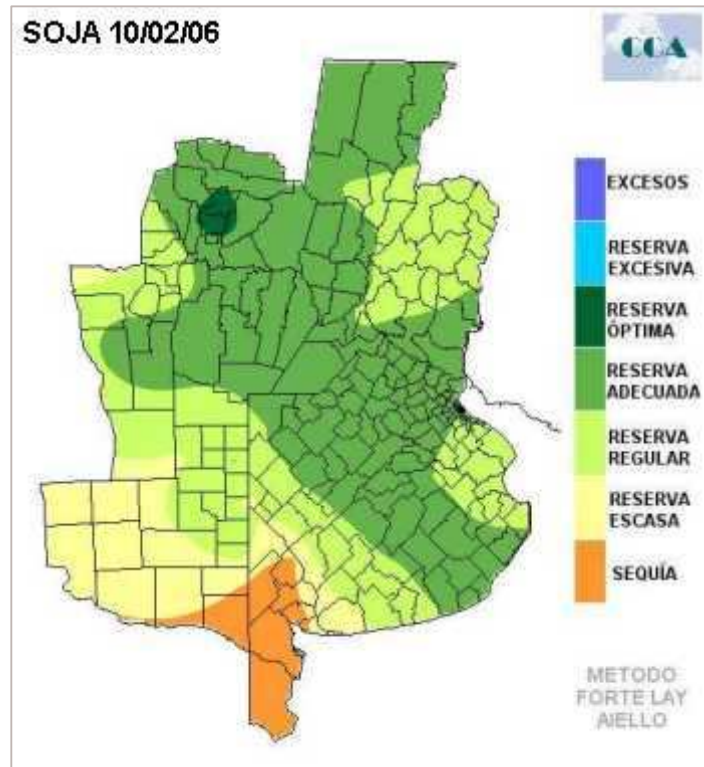 SOJA 10/02/06
CCA
EXCESOS
RESERVA
EXCESIVA
RESERVA
ÓPTIMA
RESERVA
ADECUADA
RESERVA
REGULAR
RESERVA
ESCASA
SEQUÍA
METODO
FORTE LAY
AIELLO